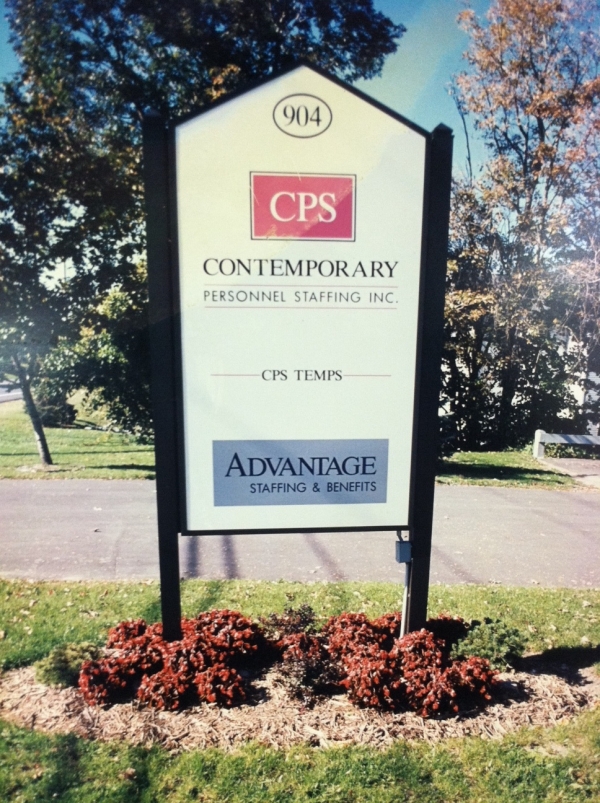 904
CPS
CONTEMPORARY
PERSONNEL STAFFING INC.
CPS TEMPS
ADVANTAGE
STAFFING & BENEFITS